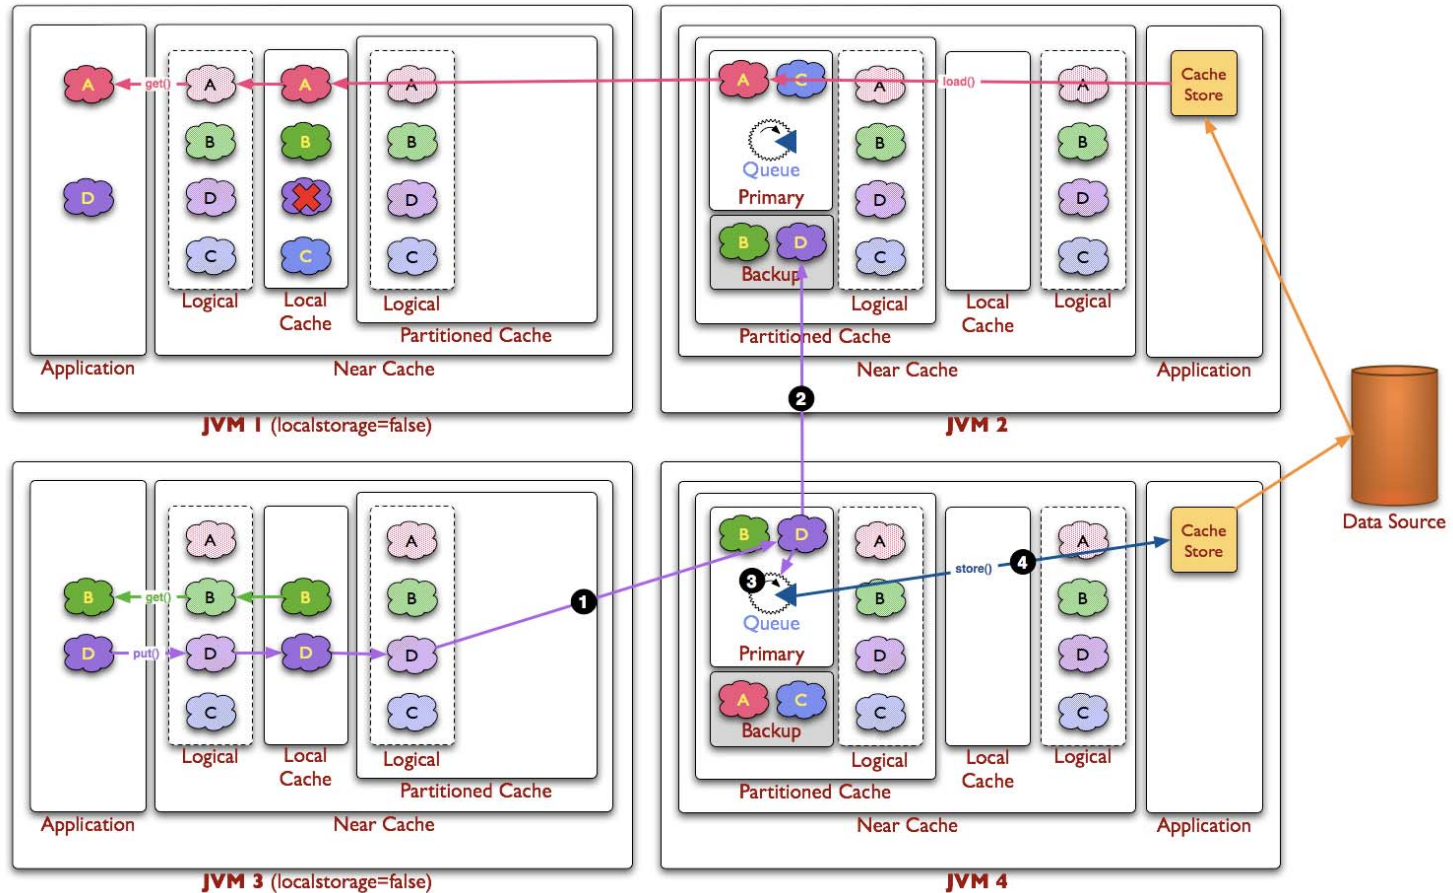 A
get()
A
A
A
B
B
B
D
D
D
C
C
C
Logical
Local
Cache
Logical
Partitioned Cache
Application
Near Cache
JVM 1 (localstorage=false)
A
C
A
load()
A
Cache
Store
Queue
Primary
B
B
D
D
B
D
Backup
C
C
Logical
Local
Cache
Logical
Partitioned Cache
Near Cache
Application
JVM 2
2
Data Source
A
A
B
get()
B
B
B
D
put()
D
D
D
1
C
C
Logical
Local
Cache
Logical
Partitioned Cache
Application
Near Cache
JVM 3 (localstorage=false)
B
D
A
A
Cache
Store
3
store()
4
Queue
Primary
B
B
D
D
A
C
Backup
C
C
Logical
Local
Cache
Logical
Partitioned Cache
Near Cache
Application
JVM 4